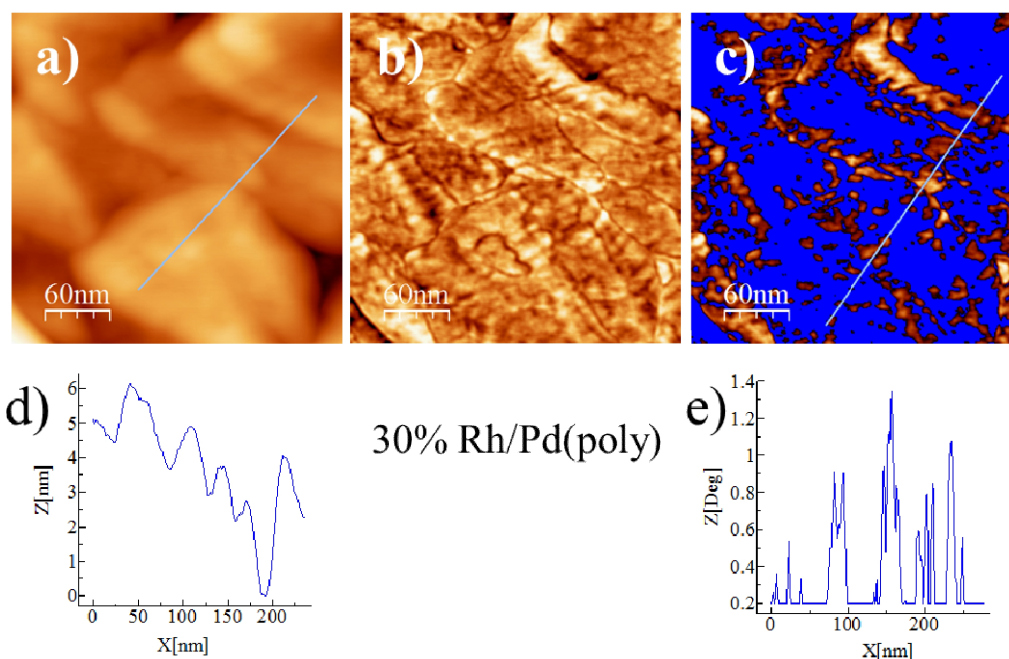 a)
60nm
b)
60nm
c)
60nm
d)
6
5
4
3
2
1
0
Z[nm]
0 50 100 150 200
X[nm]
30% Rh/Pd(poly)
e)
1.4
1.2
1
0.8
0.6
0.4
0.2
Z[Deg]
0 100 200
X[nm]